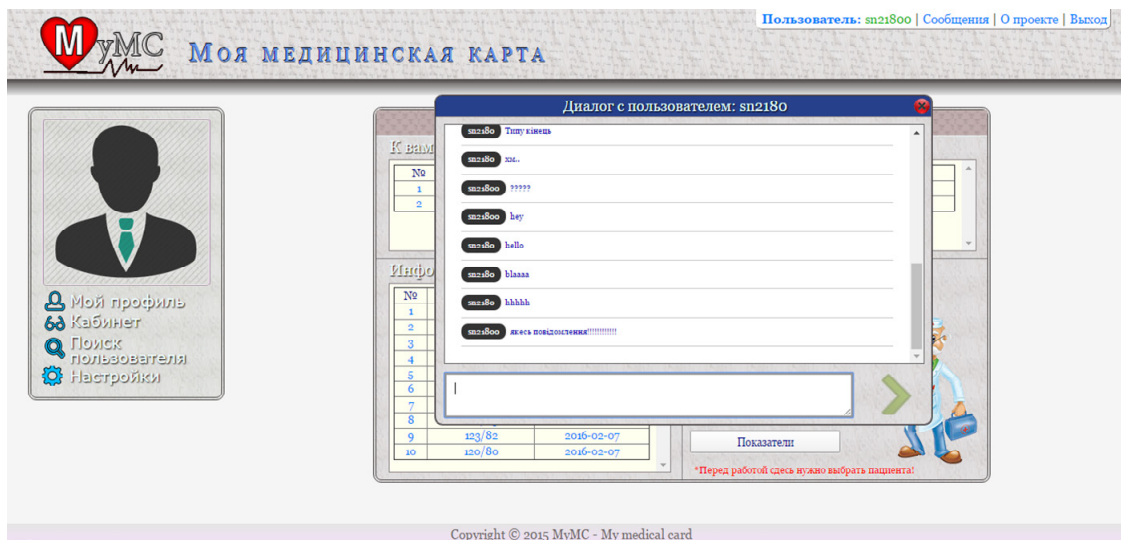 Пользователь: sn21800 | Сообщения | О проекте | Выход
MyMC Моя медицинская карта
Диалог с пользователем: sn2180
sn2180 Типу кінець
sn2180 хм..
sn21800 ?????
sn21800 hey
sn2180 hello
sn2180 blaaaa
sn2180 hhhhh
sn21800 якесь повідомлення!!!!!!!!!!!!
Мой профиль
Кабинет
Поиск
пользователя
Настройки
К вам
№
1
2
Инфо
№
1
2
3
4
5
6
7
8
9 123/82 2016-02-07
10 120/80 2016-02-07
Показатели
*Перед работой сдесь нужно выбрать пациента!
Copyright © 2015 MyMC - My medical card